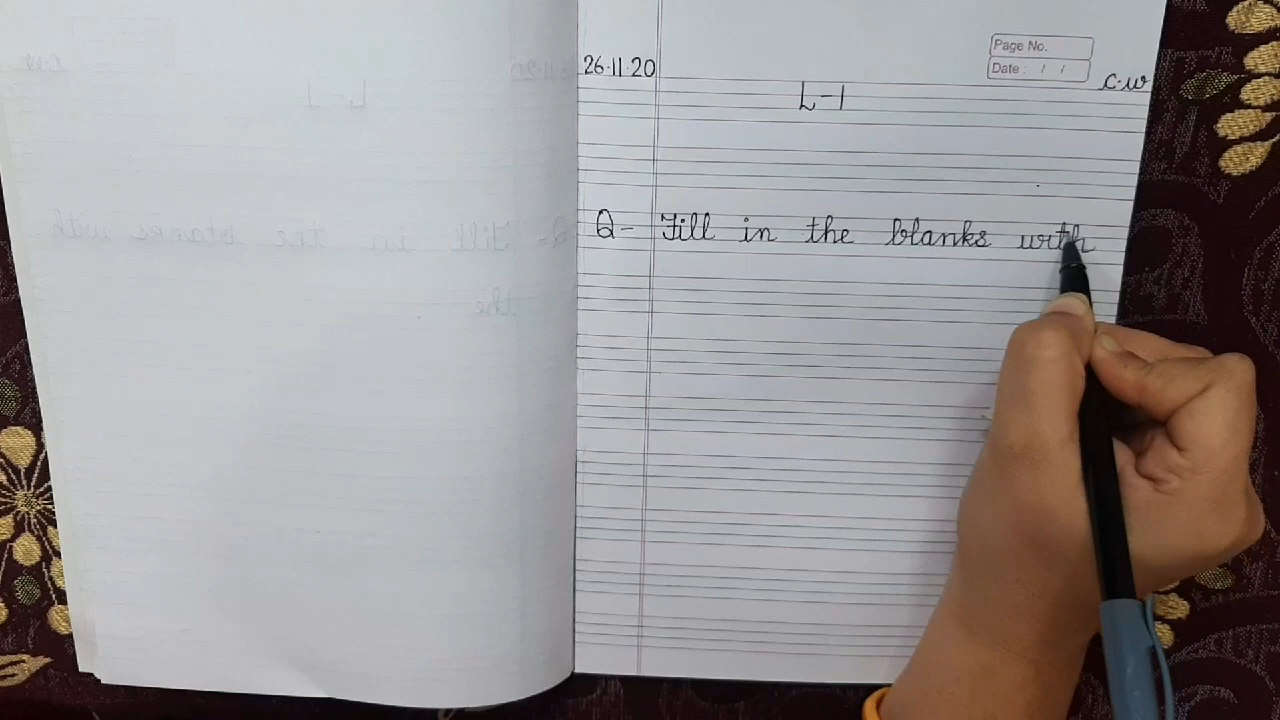 26.11.20
Page No.
Date : / /
C.W
L-1
Q- Fill in the blanks with